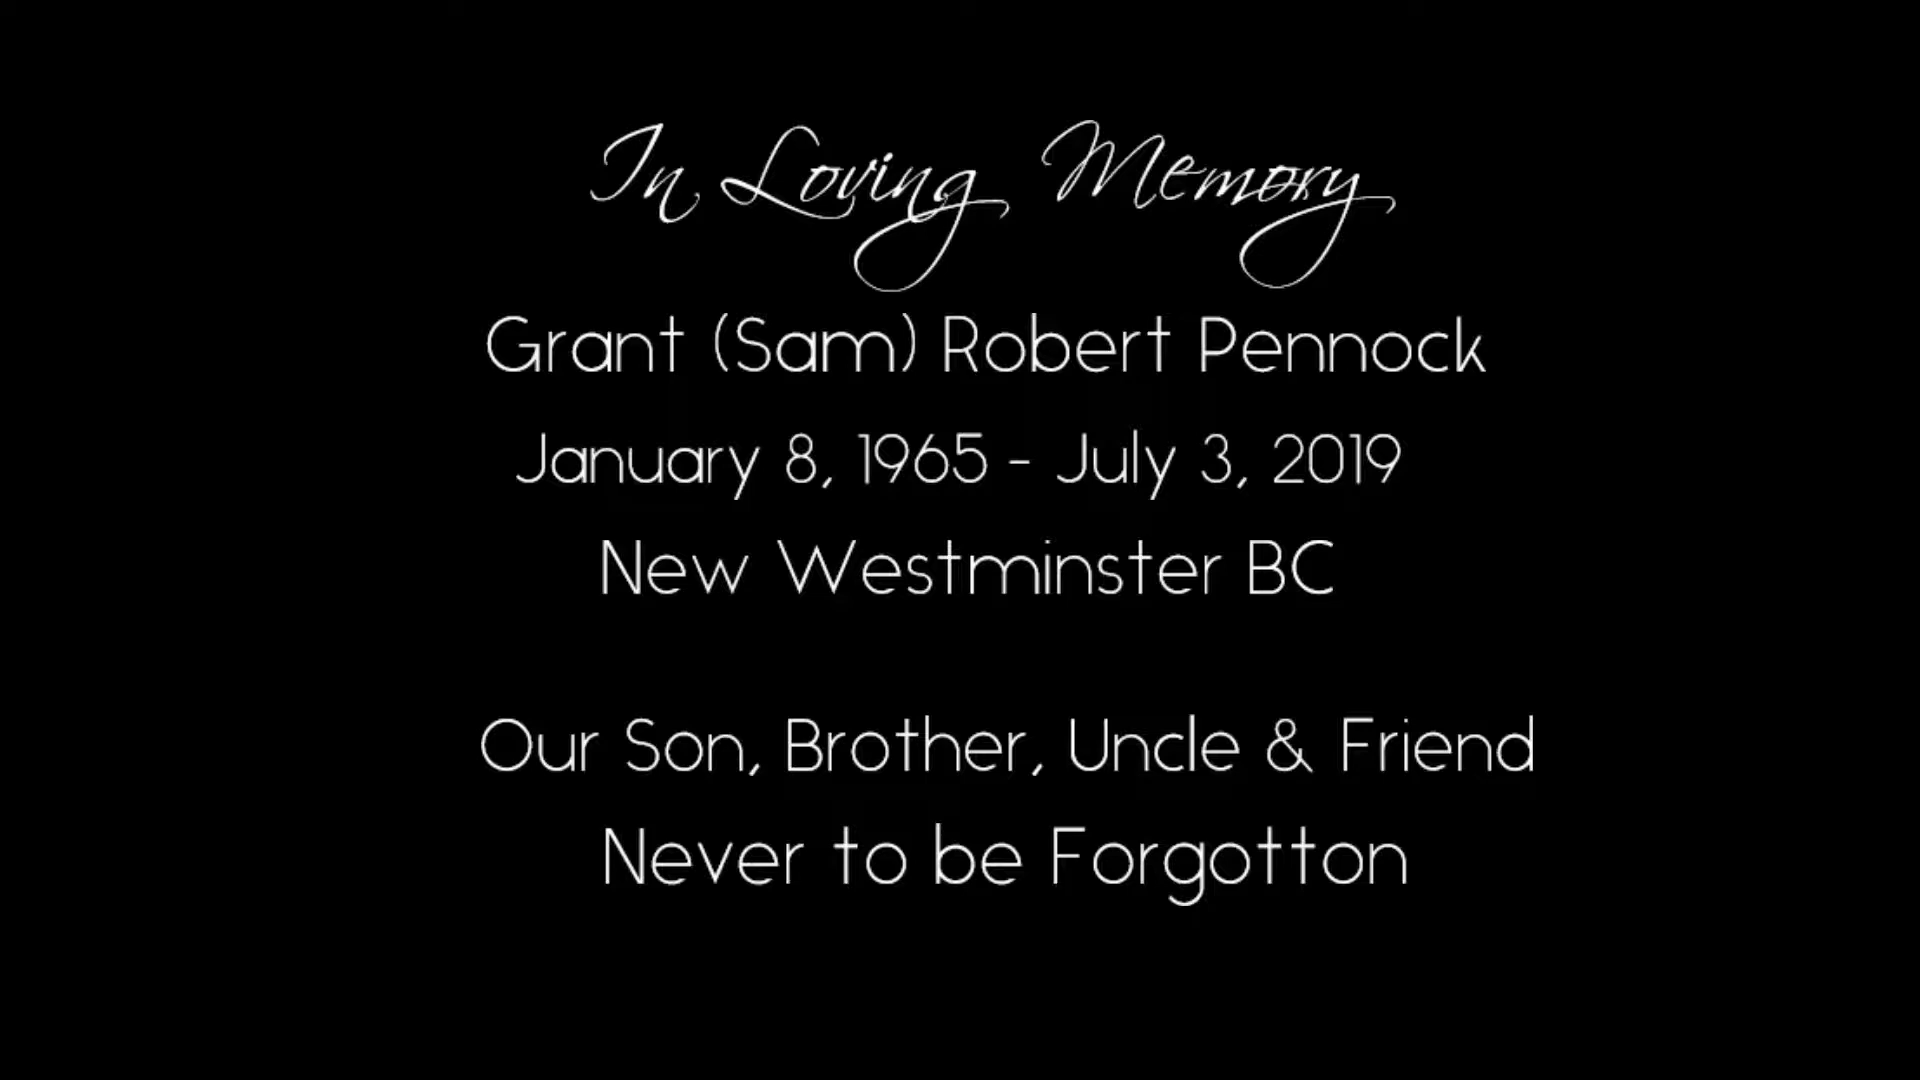 In Loving Memory
Grant (Sam) Robert Pennock
January 8, 1965 - July 3, 2019
New Westminster BC
Our Son, Brother, Uncle & Friend
Never to be Forgotton